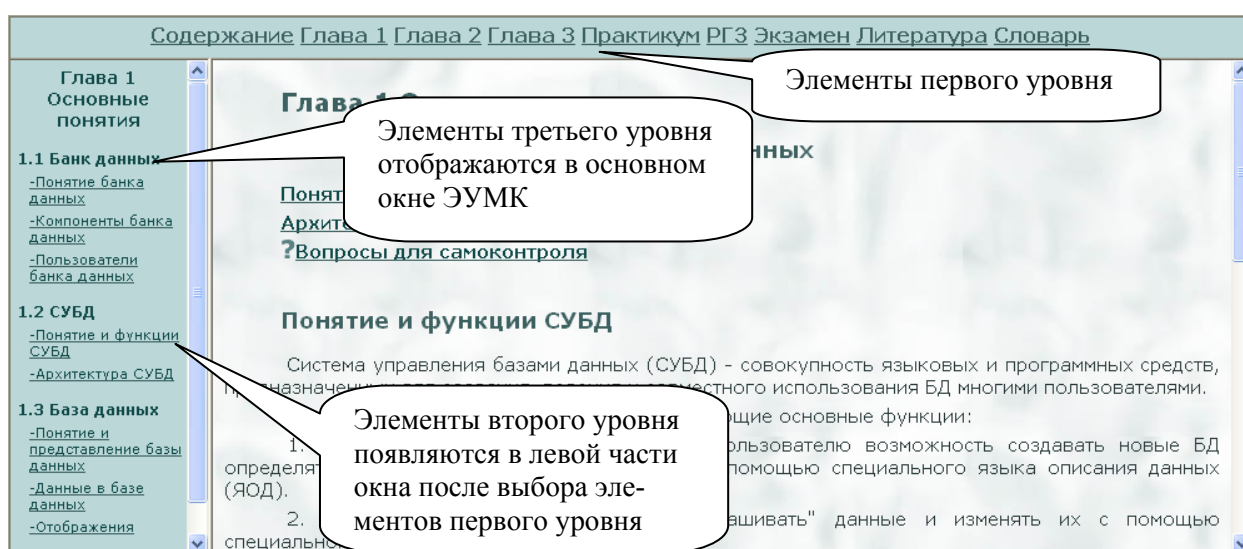 Содержание Глава 1 Глава 2 Глава 3 Практикум РГЗ Экзамен Литература Словарь
Элементы первого уровня
Глава 1
Основные
понятия
1.1 Банк данных
-Понятие банка
данных
-Компоненты банка
данных
-Пользователи
банка данных
1.2 СУБД
-Понятие и функции
СУБД
-Архитектура СУБД
1.3 База данных
-Понятие и
представление базы
данных
-Данные в базе
данных
-Отображения
Глава 1
Элементы третьего уровня
отображаются в основном
окне ЭУМК
?Вопросы для самоконтроля
Понятие и функции СУБД
Система управления базами данных (СУБД) - совокупность языковых и программных средств,
использования БД многими пользователями.
основные функции:
1. возможность создавать новые БД
помощью специального языка описания данных
(ЯОД).
2. данные и изменять их с помощью
Элементы второго уровня
появляются в левой части
окна после выбора эле-
ментов первого уровня